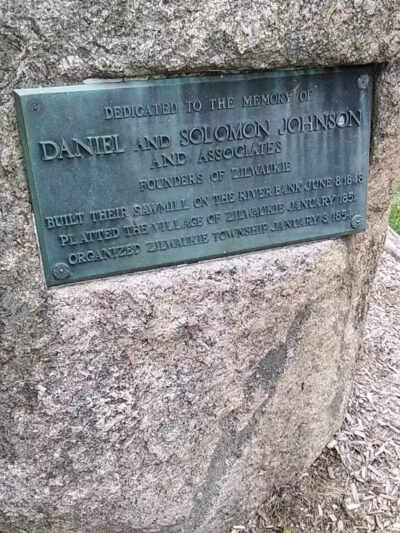 DEDICATED TO THE MEMORY OF
DANIEL AND SOLOMON JOHNSON
AND ASSOCIATES
FOUNDERS OF ZILWAUKIE
BUILT THEIR SAWMILL ON THE RIVER BANK JUNE 8, 1848
PLATTED THE VILLAGE OF ZILWAUKIE JANUARY 1851
ORGANIZED ZILWAUKIE TOWNSHIP JANUARY 8,